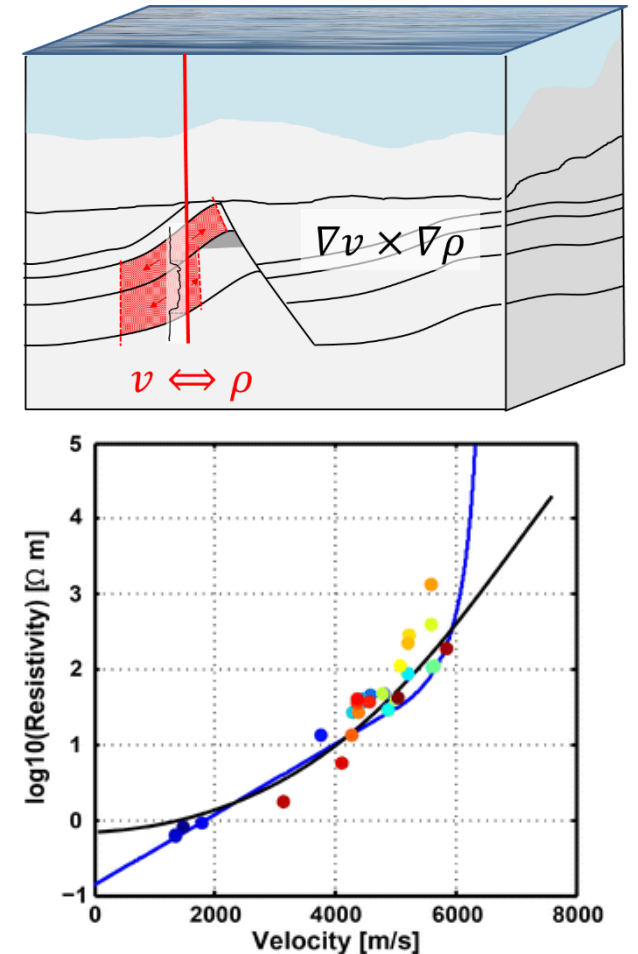 ∇v × ∇ρ
v ⇔ ρ
5
4
3
2
1
0
−1
log10(Resistivity) [Ω m]
0 2000 4000 6000 8000
Velocity [m/s]